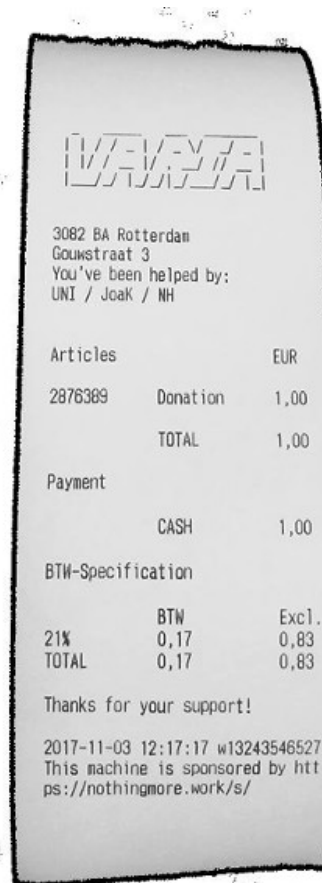 VARIA
3082 BA Rotterdam
Gouwstraat 3
You've been helped by:
UNI / JoaK / NH
Articles EUR
2876389 Donation 1,00
TOTAL 1,00
Payment
CASH 1,00
BTW-Specification
BTW Excl.
21% 0,17 0,83
TOTAL 0,17 0,83
Thanks for your support!
2017-11-03 12:17:17 w13243546527
This machine is sponsored by htt
ps://nothingmore.work/s/